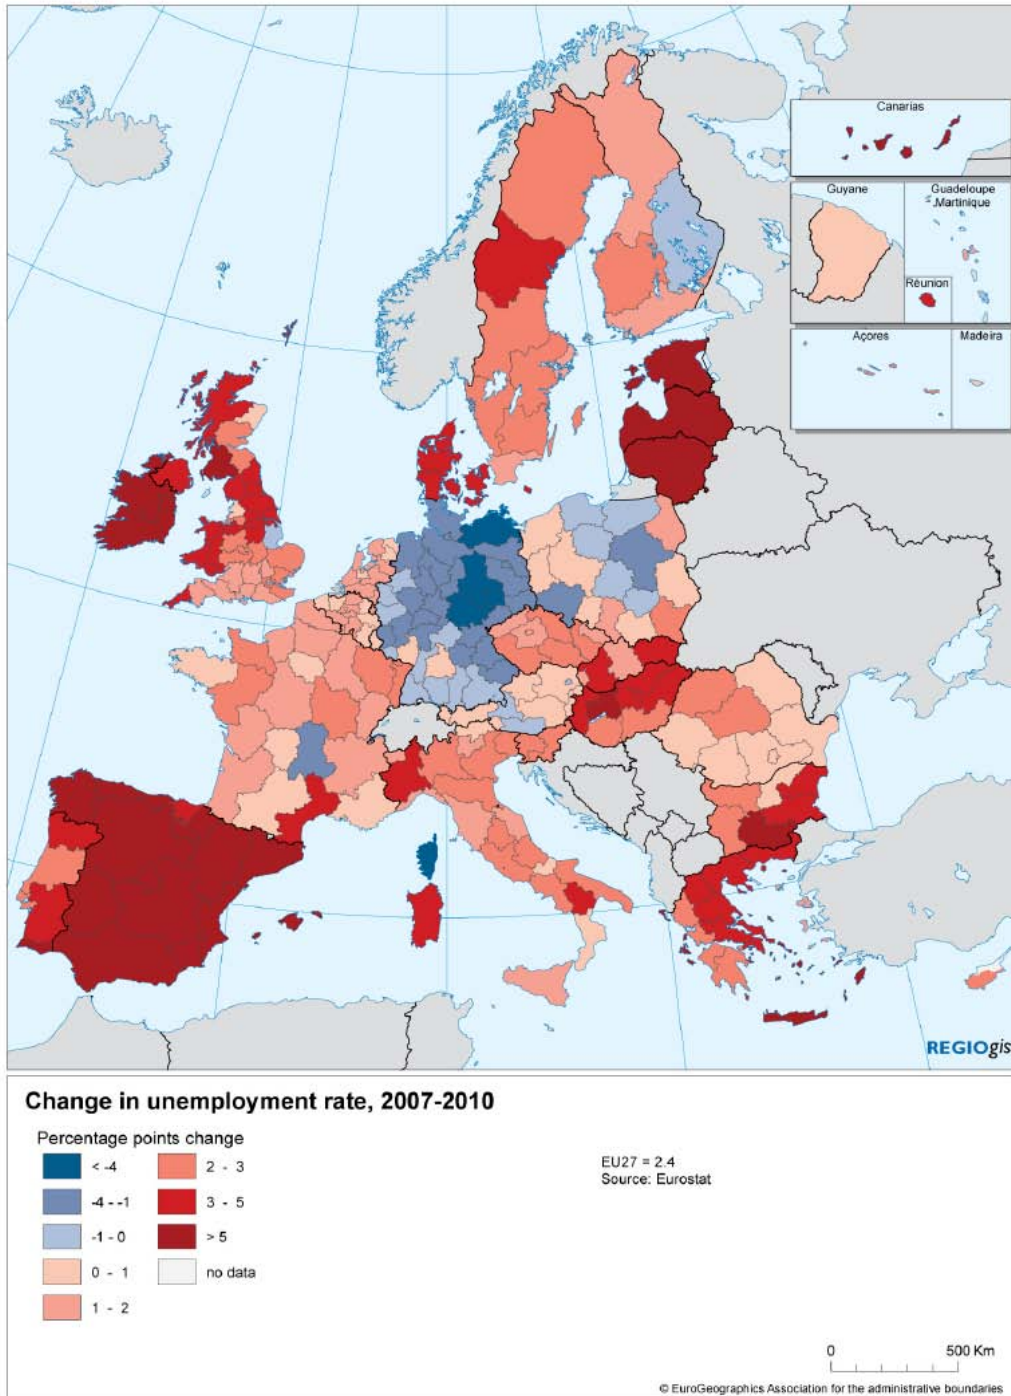 Canarias
Guyane
Guadeloupe
Martinique
Réunion
Açores
Madeira
REGIOgis
Change in unemployment rate, 2007-2010
Percentage points change
< -4
-4 - -1
-1 - 0
0 - 1
1 - 2
2 - 3
3 - 5
> 5
no data
EU27 = 2.4
Source: Eurostat
0 500 Km
© EuroGeographics Association for the administrative boundaries